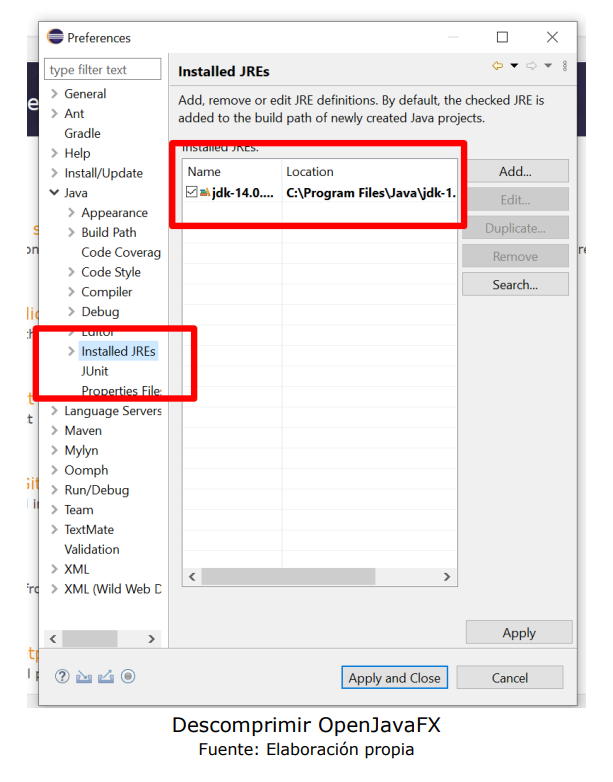 Preferences
type filter text
General
Ant
Gradle
Help
Install/Update
Java
Appearance
Build Path
Code Coverag
Code Style
Compiler
Debug
Editor
Installed JREs
JUnit
Properties File
Language Servers
Maven
Mylyn
Oomph
Run/Debug
Team
TextMate
Validation
XML
XML (Wild Web D
Installed JREs
Add, remove or edit JRE definitions. By default, the checked JRE is
added to the build path of newly created Java projects.
Installed JREs:
Name Location
jdk-14.0.... C:\Program Files\Java\jdk-1.
Add...
Edit...
Duplicate...
Remove
Search...
Apply
Apply and Close Cancel
Descomprimir OpenJavaFX
Fuente: Elaboración propia